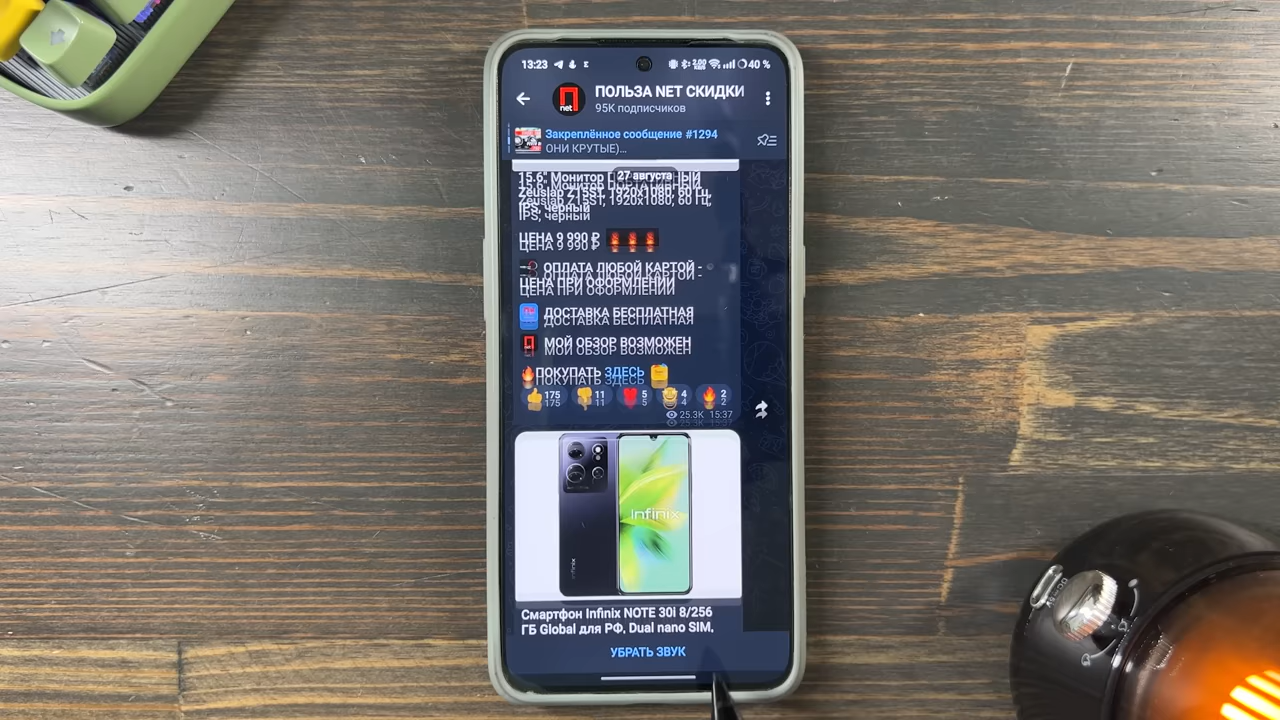 13:23
40 %
ПОЛЬЗА NET СКИДКИ
95K подписчиков
net
Закреплённое сообщение #1294
ОНИ КРУТЫЕ)...
27 августа
15.6" Монитор
Zeuslap Z15ST, 1920x1080, 60 Гц,
IPS, черный
ЦЕНА 9 990 ₽
ОПЛАТА ЛЮБОЙ КАРТОЙ -
ЦЕНА ПРИ ОФОРМЛЕНИИ
ДОСТАВКА БЕСПЛАТНАЯ
МОЙ ОБЗОР ВОЗМОЖЕН
ПОКУПАТЬ ЗДЕСЬ
175 11 5 4 2
25.3K 15:37
Infinix
Infinix
Смартфон Infinix NOTE 30i 8/256
ГБ Global для РФ, Dual nano SIM,
УБРАТЬ ЗВУК